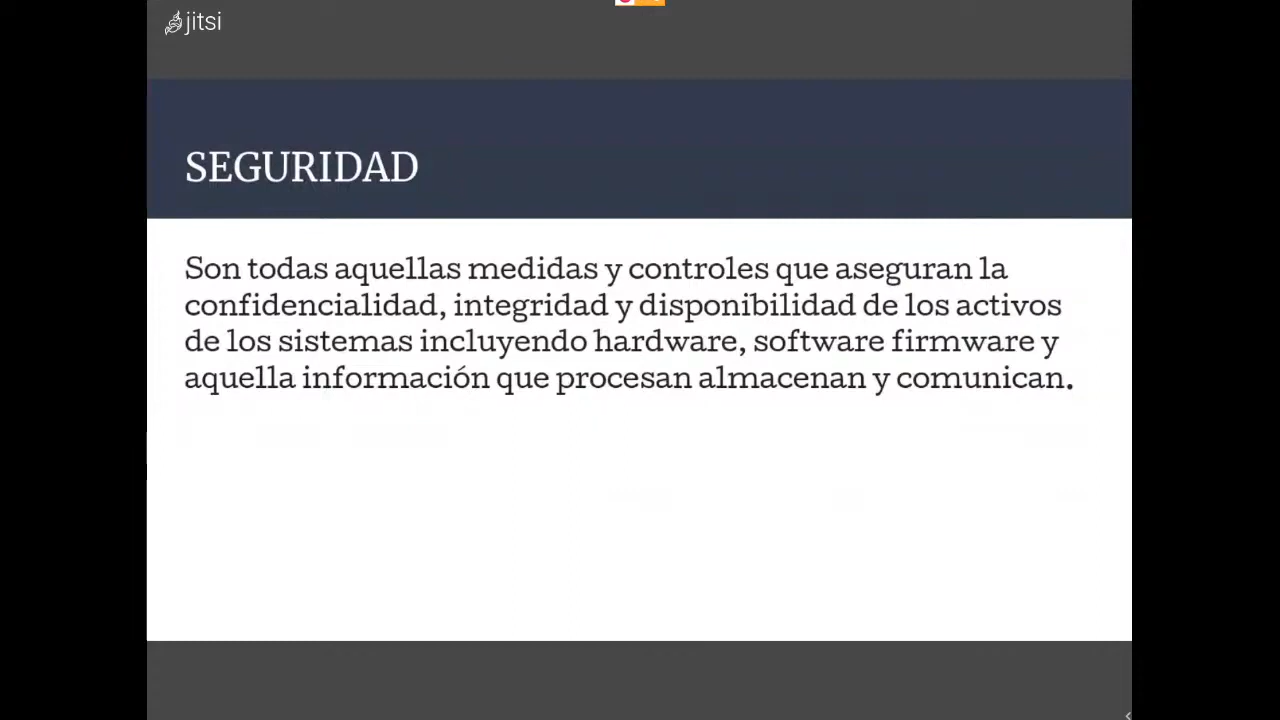 jitsi
SEGURIDAD
Son todas aquellas medidas y controles que aseguran la
confidencialidad, integridad y disponibilidad de los activos
de los sistemas incluyendo hardware, software firmware y
aquella información que procesan almacenan y comunican.